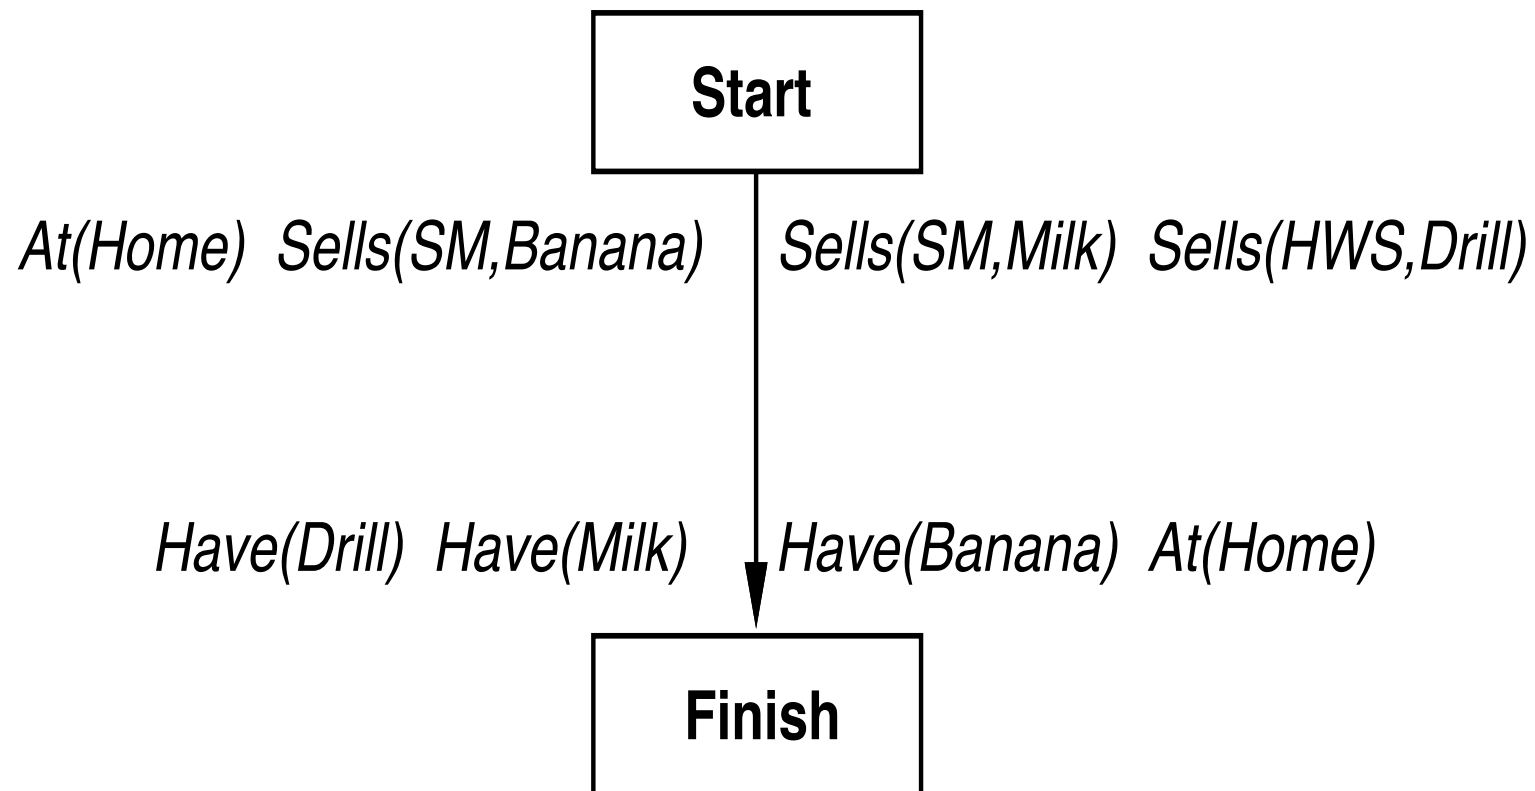 Start
At(Home) Sells(SM,Banana) Sells(SM,Milk) Sells(HWS,Drill)
Have(Drill) Have(Milk) Have(Banana) At(Home)
Finish